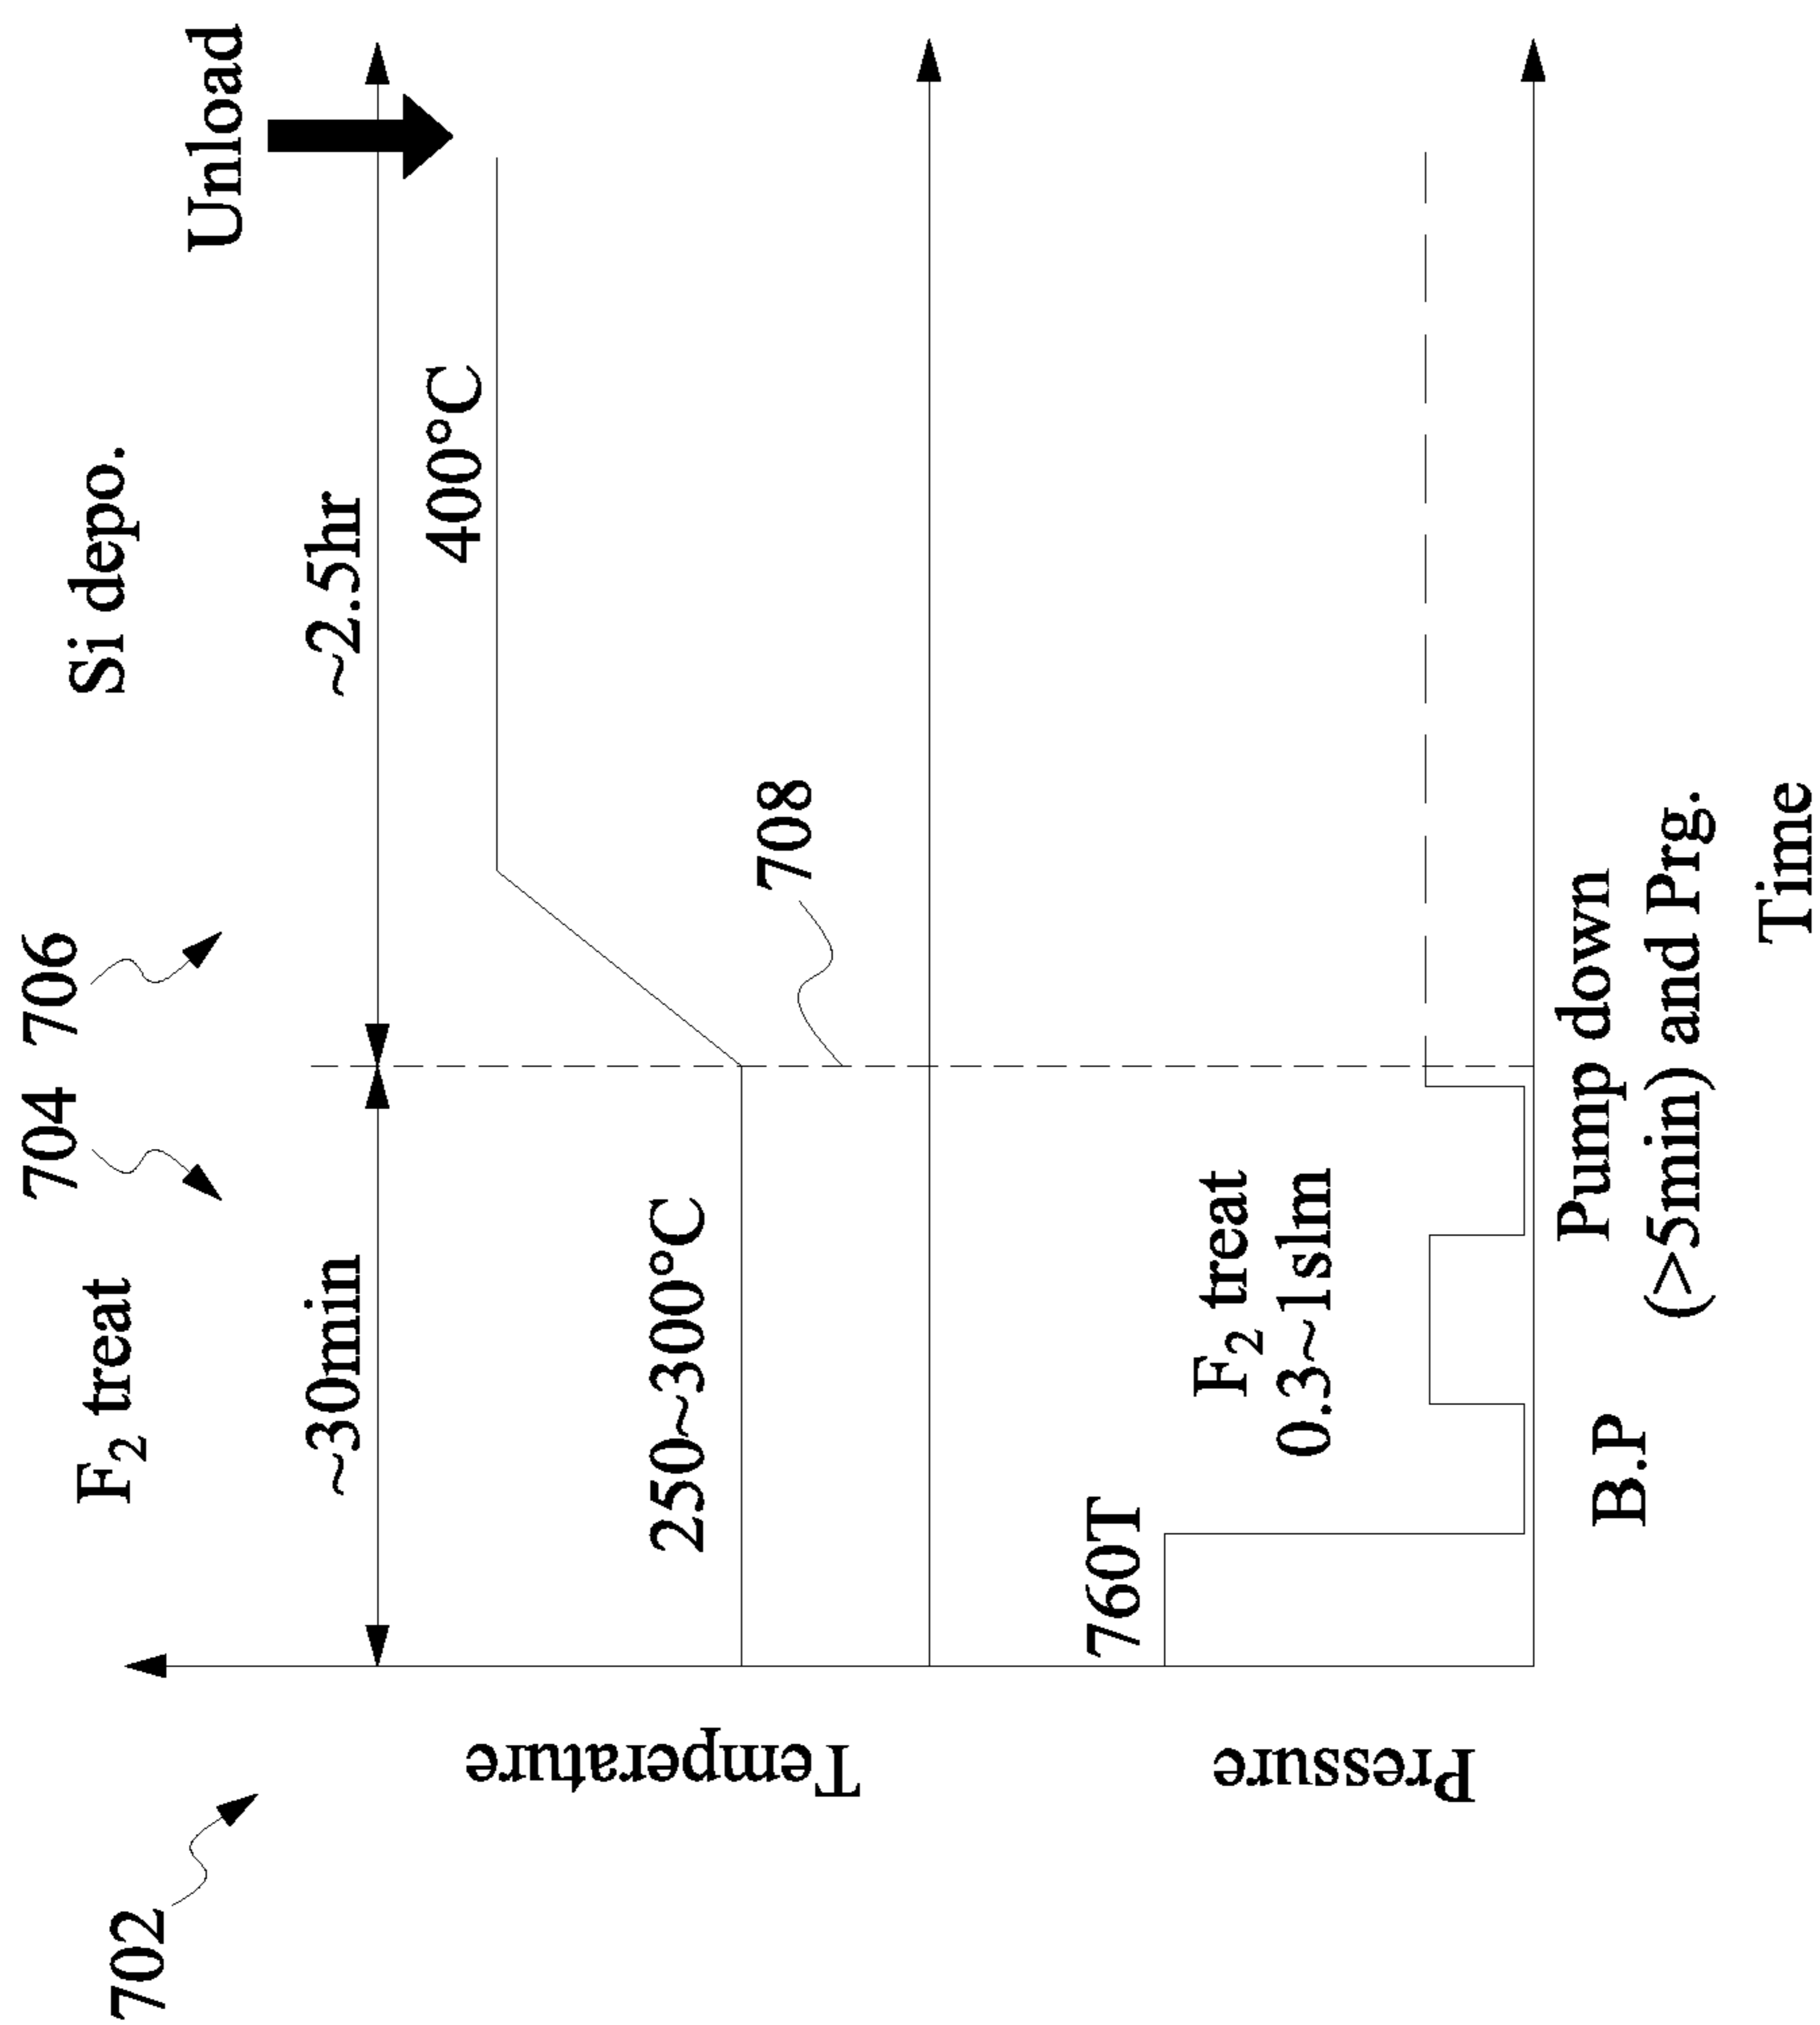 702
704
706
F₂ treat
Si depo.
Unload
~30min
~2.5hr
400°C
250~300°C
708
Temperature
760T
F₂ treat
0.3~1slm
Pressure
B.P
Pump down
(>5min) and Prg.
Time